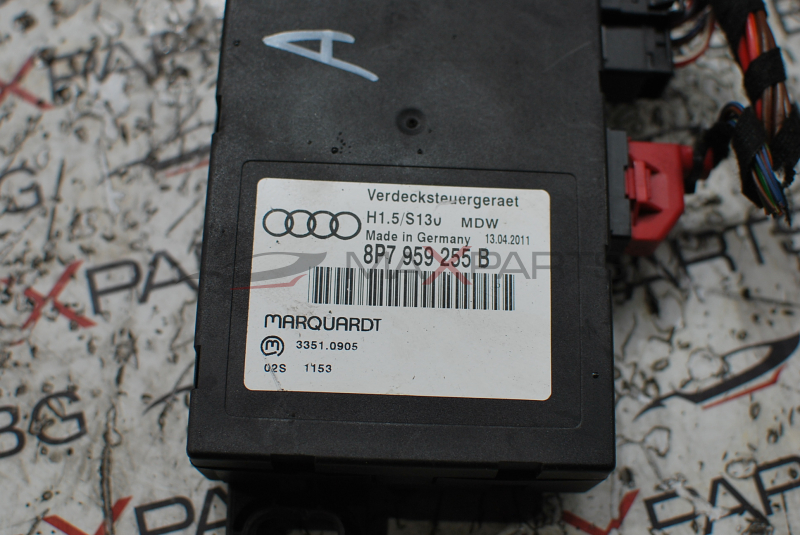 A
Verdecksteuergeraet
H1.5/S130 MDW
Made in Germany 13.04.2011
8P7 959 255 B
MAXPARTS
MARQUARDT
3351.0905
02S 1153